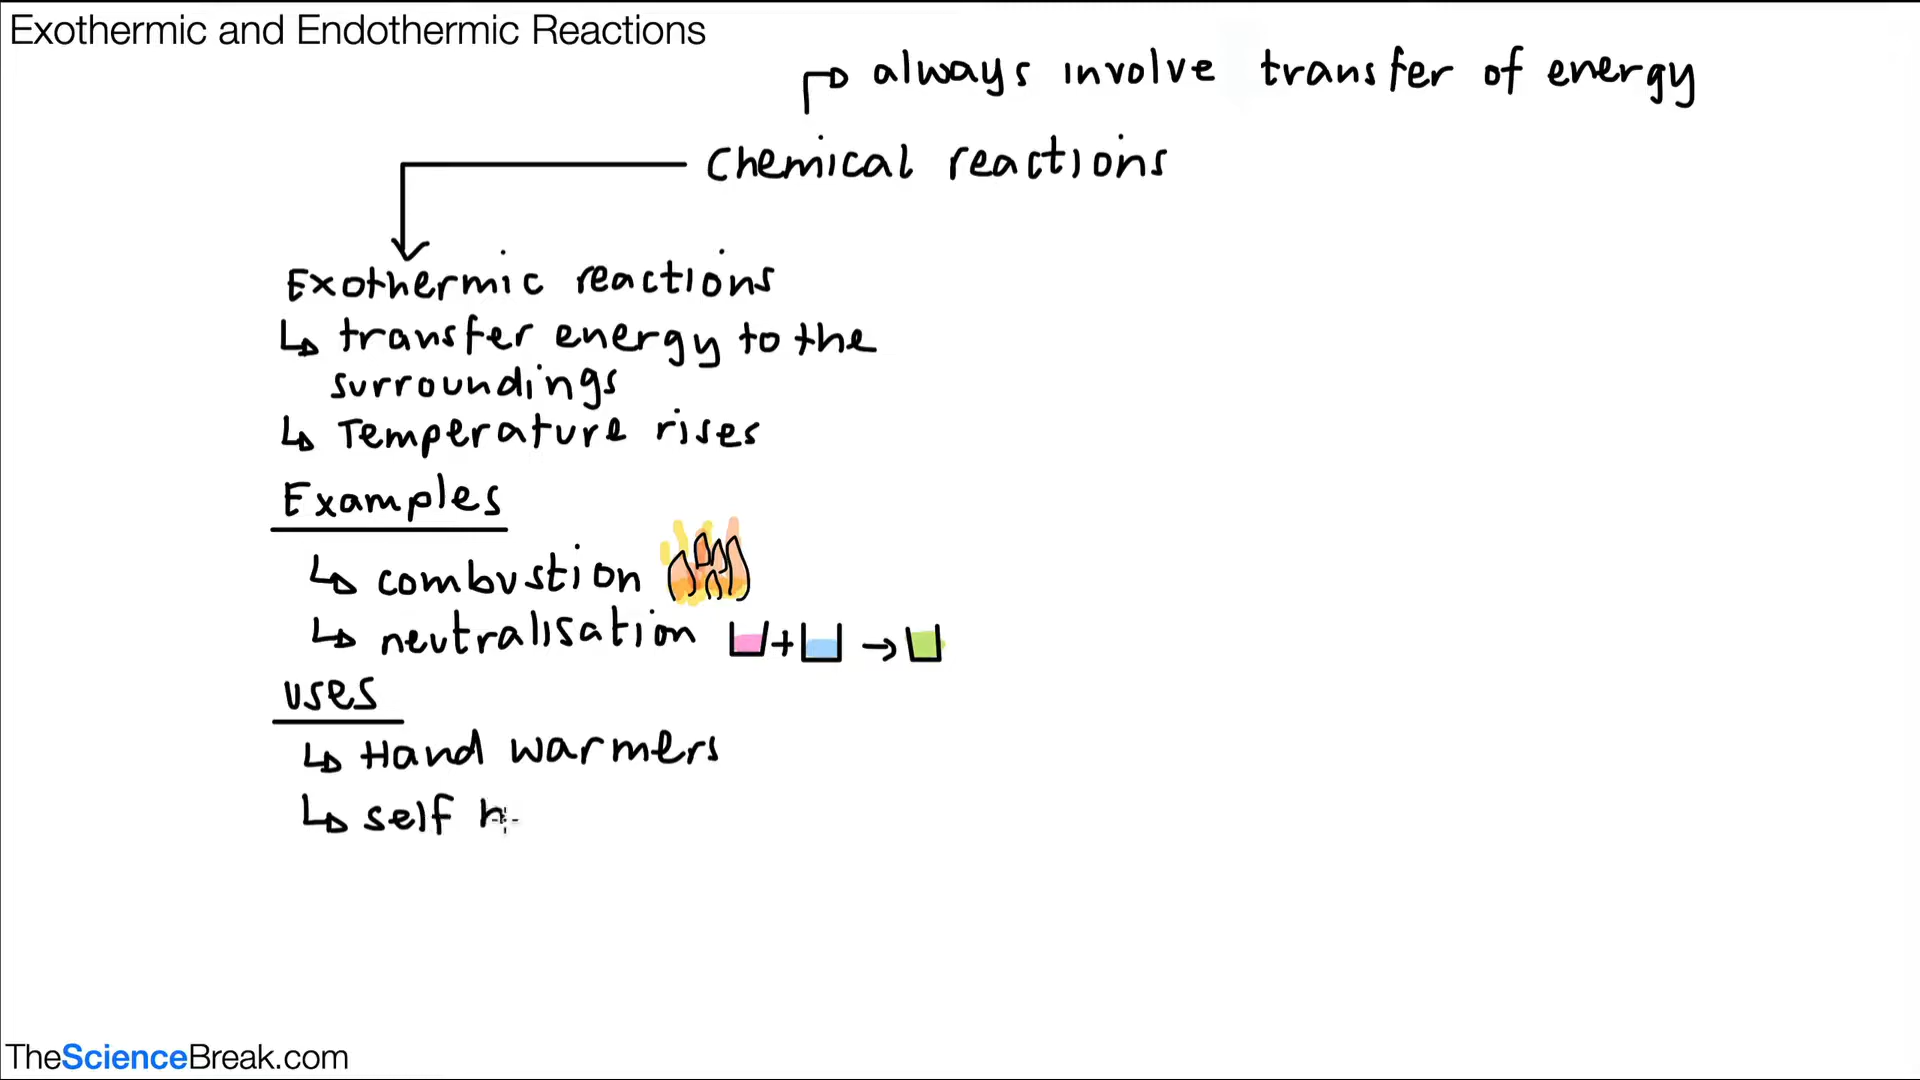 Exothermic and Endothermic Reactions
always involve transfer of energy
Chemical reactions
Exothermic reactions
transfer energy to the
surroundings
Temperature rises
Examples
combustion
neutralisation
+ →
uses
Hand warmers
self h
TheScienceBreak.com